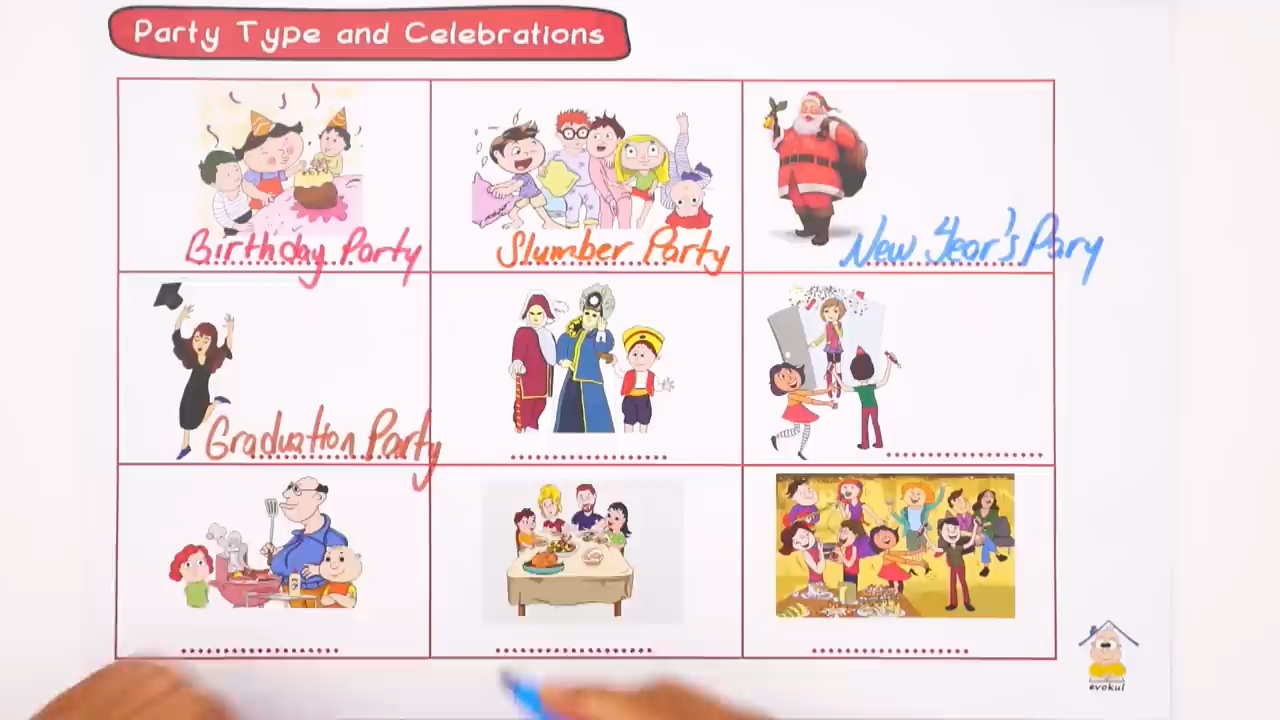 Party Type and Celebrations
Birthday Party
Slumber Party
New Year's Pary
Graduation Party
evokul